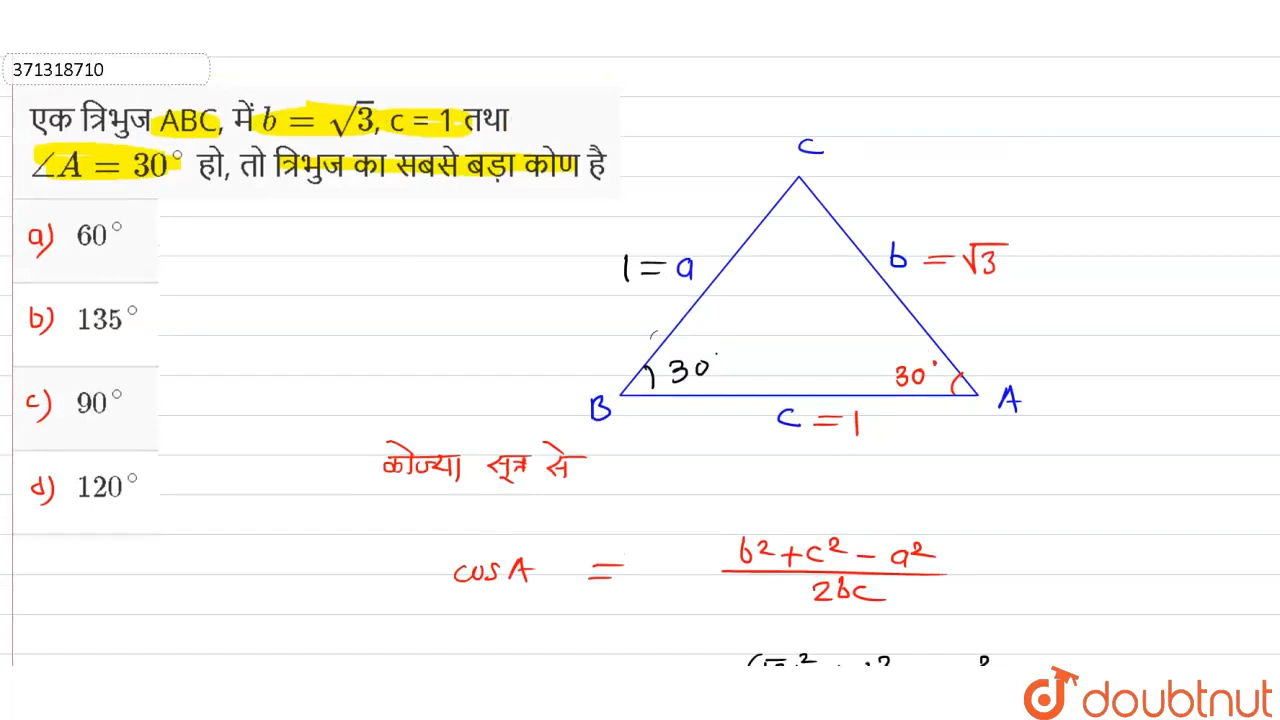 371318710
एक त्रिभुज ABC, में b = √3, c = 1 तथा
∠A = 30° हो, तो त्रिभुज का सबसे बड़ा कोण है
a) 60°
b) 135°
c) 90°
d) 120°
C
1 = a
b = √3
30°
30°
B
A
c = 1
कोज्या सूत्र से
cosA = b² + c² - a²
2bc
doubtnut